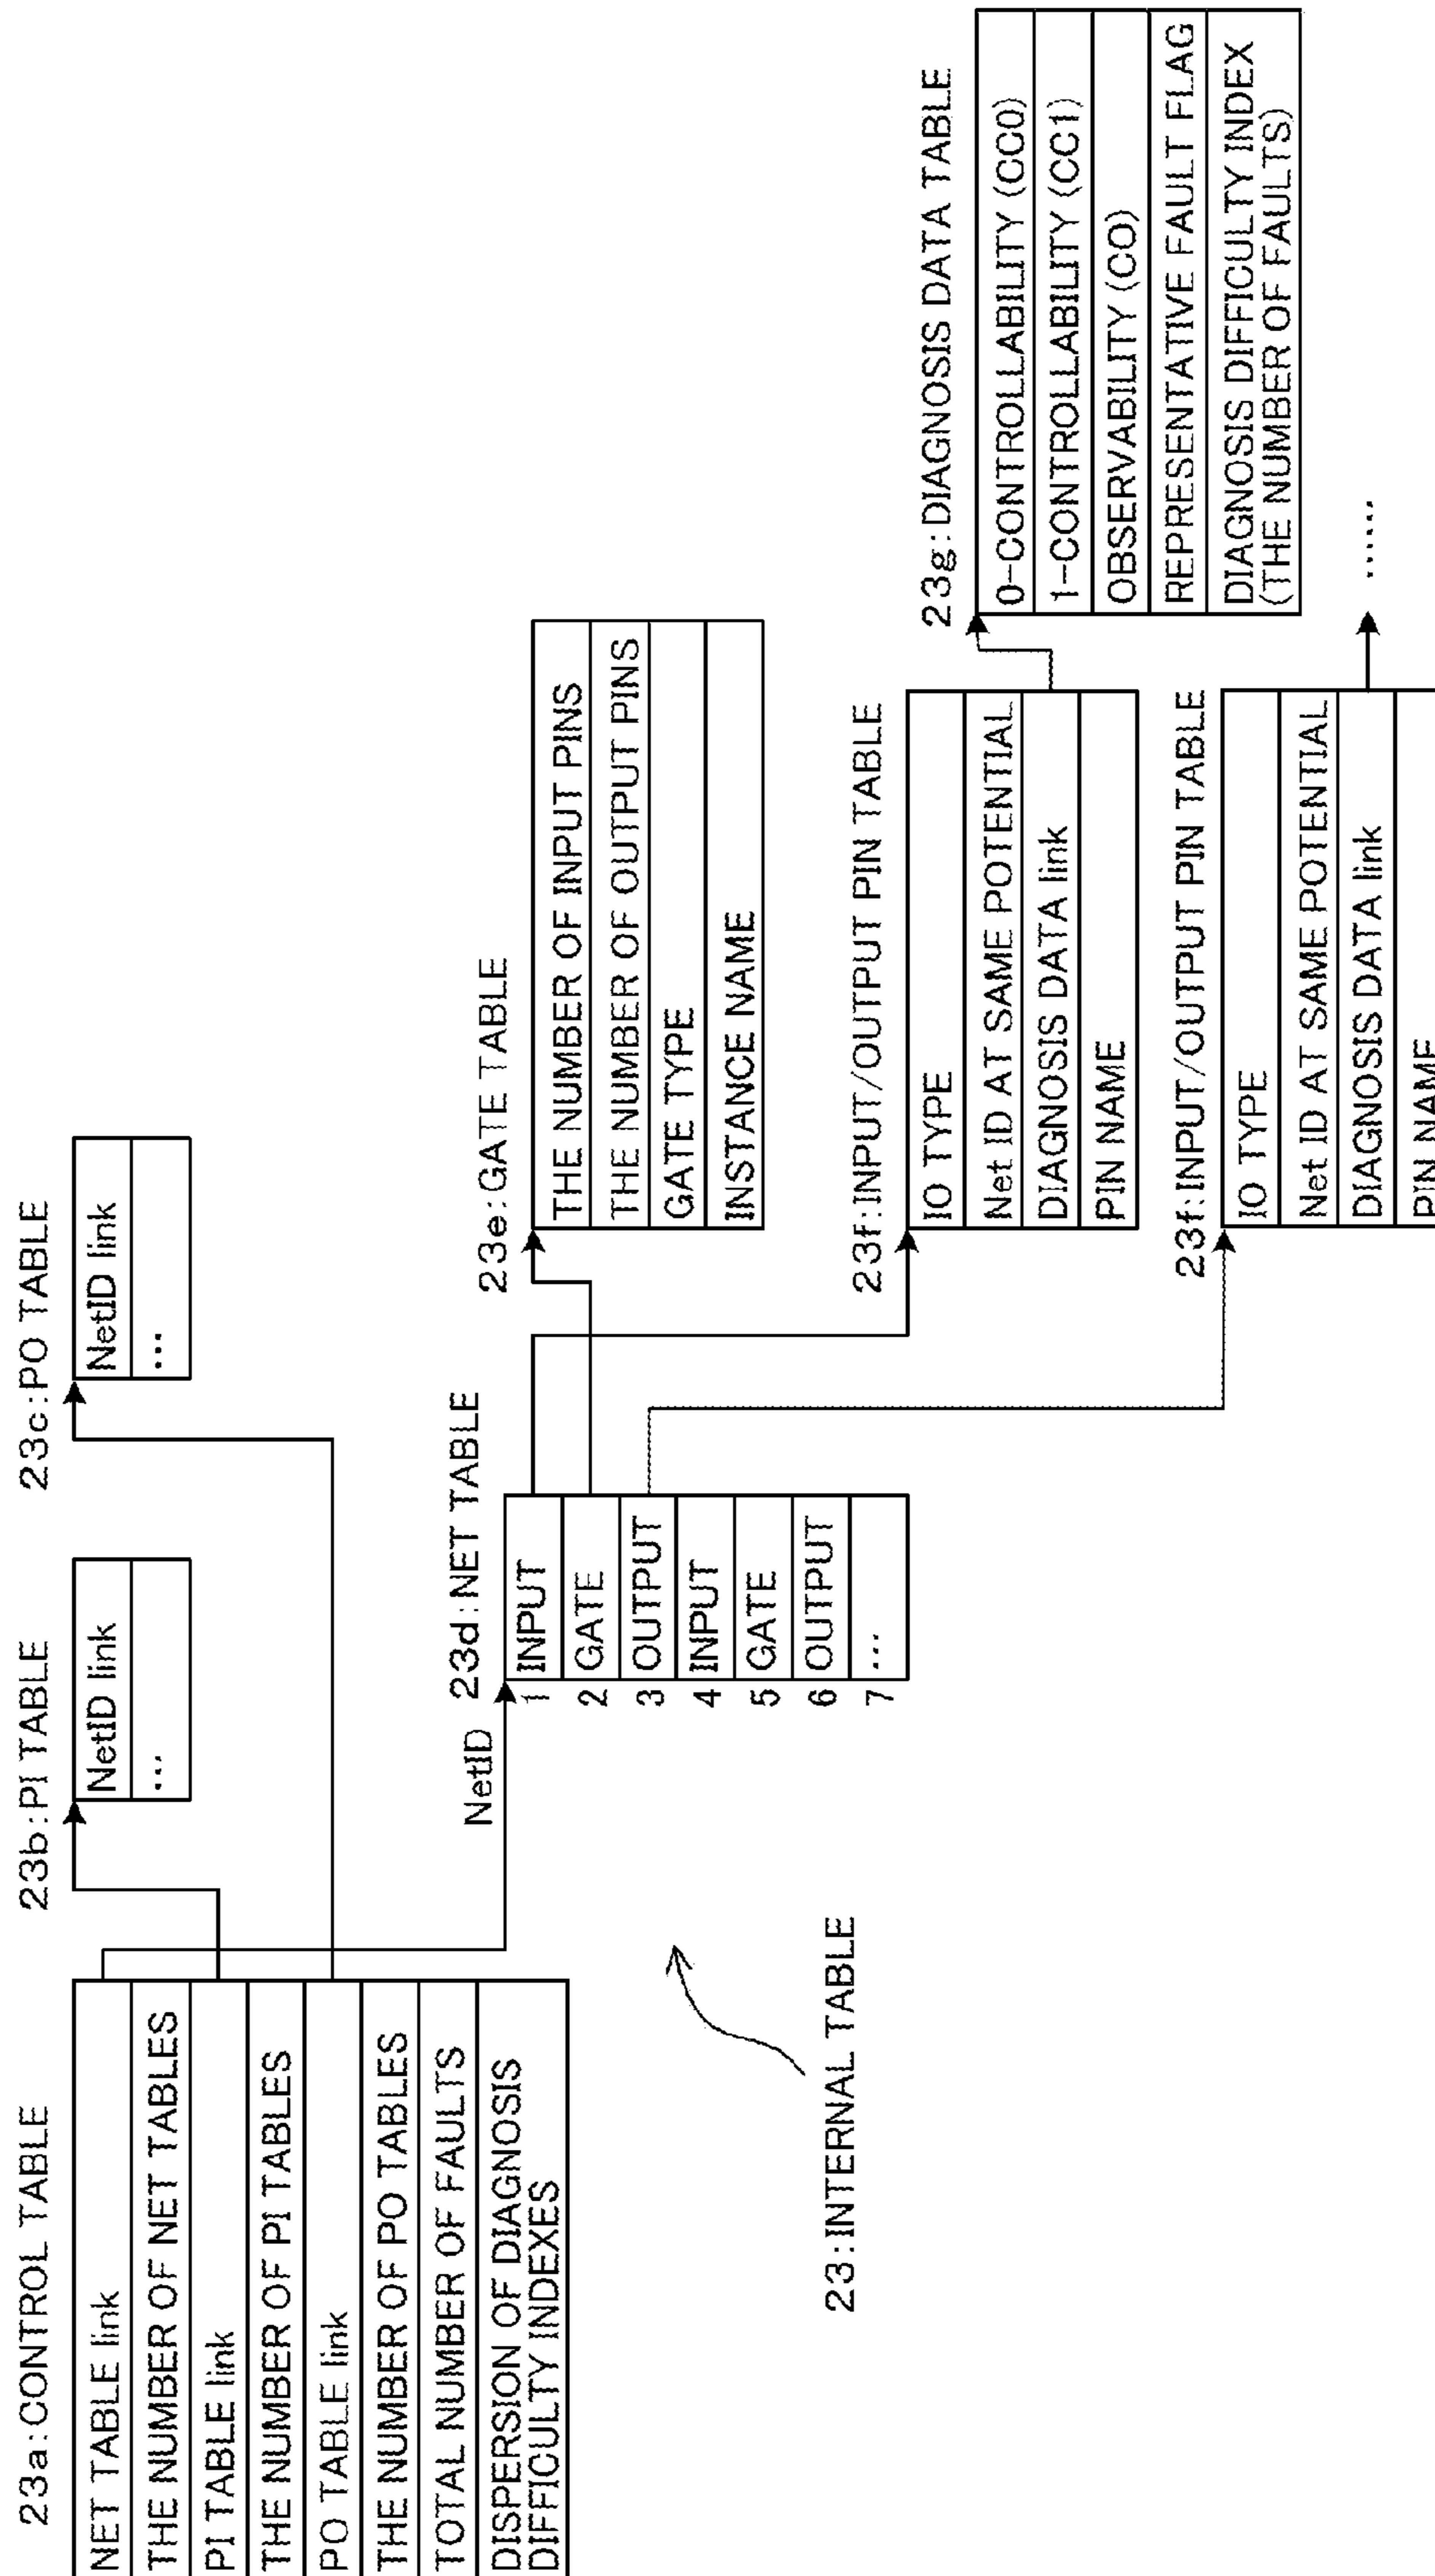 23a:CONTROL TABLE
NET TABLE link
THE NUMBER OF NET TABLES
PI TABLE link
THE NUMBER OF PI TABLES
PO TABLE link
THE NUMBER OF PO TABLES
TOTAL NUMBER OF FAULTS
DISPERSION OF DIAGNOSIS
DIFFICULTY INDEXES
23b:PI TABLE
NetID link
...
23c:PO TABLE
NetID link
...
NetID
23d:NET TABLE
1 INPUT
2 GATE
3 OUTPUT
4 INPUT
5 GATE
6 OUTPUT
7 ...
23e:GATE TABLE
THE NUMBER OF INPUT PINS
THE NUMBER OF OUTPUT PINS
GATE TYPE
INSTANCE NAME
23f:INPUT/OUTPUT PIN TABLE
IO TYPE
Net ID AT SAME POTENTIAL
DIAGNOSIS DATA link
PIN NAME
23g:DIAGNOSIS DATA TABLE
0-CONTROLLABILITY (CC0)
1-CONTROLLABILITY (CC1)
OBSERVABILITY (CO)
REPRESENTATIVE FAULT FLAG
DIAGNOSIS DIFFICULTY INDEX
(THE NUMBER OF FAULTS)
23f:INPUT/OUTPUT PIN TABLE
IO TYPE
Net ID AT SAME POTENTIAL
DIAGNOSIS DATA link
PIN NAME
......
23:INTERNAL TABLE